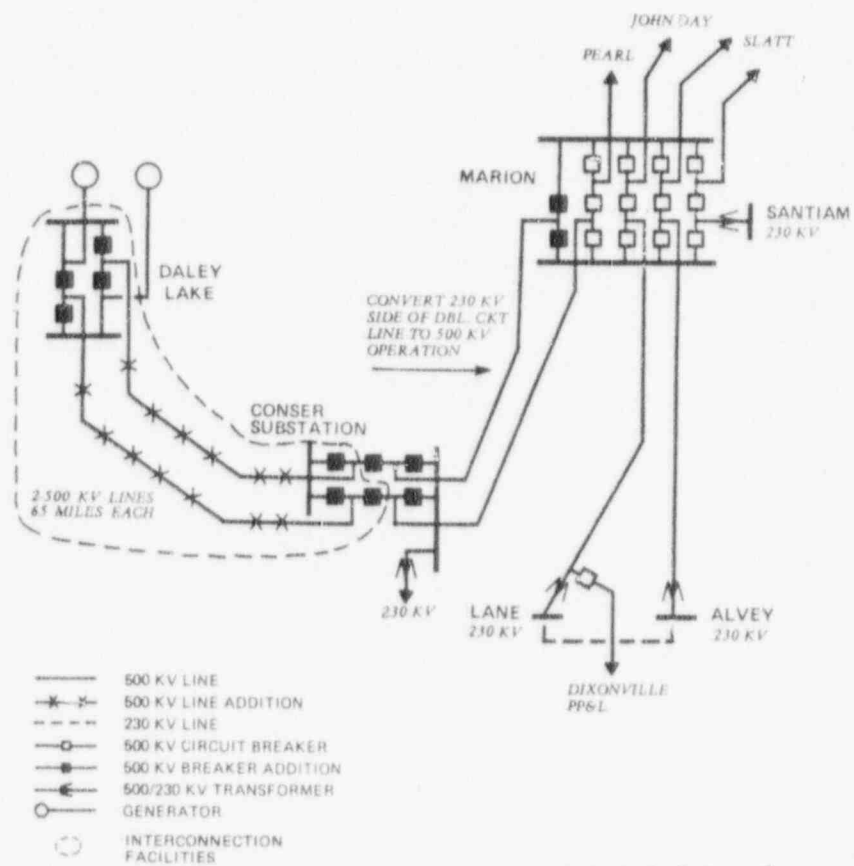 JOHN DAY
SLATT
PEARL
MARION
SANTIAM
230 KV
DALEY
LAKE
CONVERT 230 KV
SIDE OF DBL. CKT
LINE TO 500 KV
OPERATION
CONSER
SUBSTATION
2-500 KV LINES
65 MILES EACH
230 KV
LANE
230 KV
ALVEY
230 KV
DIXONVILLE
PP&L
500 KV LINE
500 KV LINE ADDITION
230 KV LINE
500 KV CIRCUIT BREAKER
500 KV BREAKER ADDITION
500/230 KV TRANSFORMER
GENERATOR
INTERCONNECTION
FACILITIES